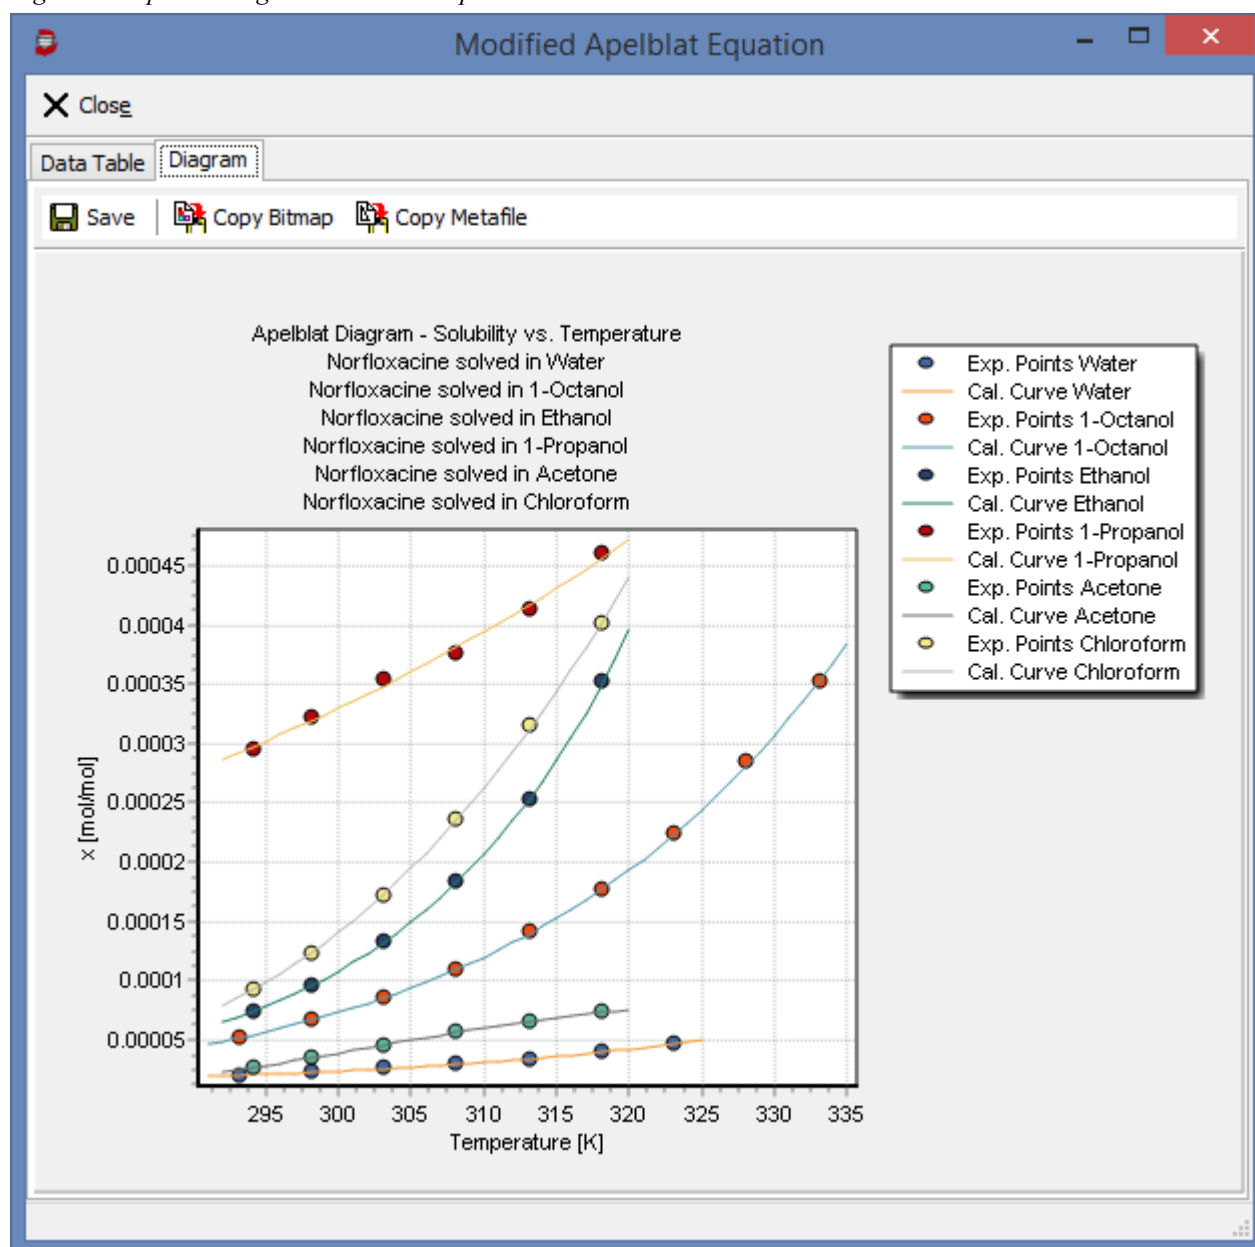 Modified Apelblat Equation
Close
Data Table Diagram
Save Copy Bitmap Copy Metafile
Apelblat Diagram - Solubility vs. Temperature
Norfloxacine solved in Water
Norfloxacine solved in 1-Octanol
Norfloxacine solved in Ethanol
Norfloxacine solved in 1-Propanol
Norfloxacine solved in Acetone
Norfloxacine solved in Chloroform
Exp. Points Water
Cal. Curve Water
Exp. Points 1-Octanol
Cal. Curve 1-Octanol
Exp. Points Ethanol
Cal. Curve Ethanol
Exp. Points 1-Propanol
Cal. Curve 1-Propanol
Exp. Points Acetone
Cal. Curve Acetone
Exp. Points Chloroform
Cal. Curve Chloroform
x [mol/mol]
0.00045
0.0004
0.00035
0.0003
0.00025
0.0002
0.00015
0.0001
0.00005
295 300 305 310 315 320 325 330 335
Temperature [K]